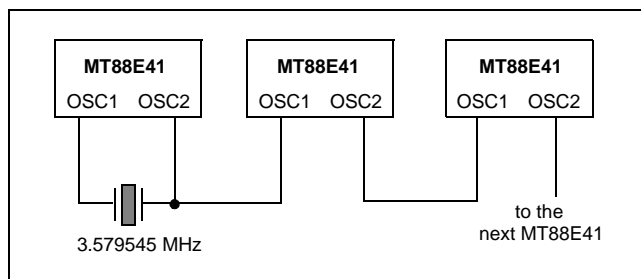 MT88E41 MT88E41 MT88E41
OSC1 OSC2 OSC1 OSC2 OSC1 OSC2
3.579545 MHz
to the
next MT88E41